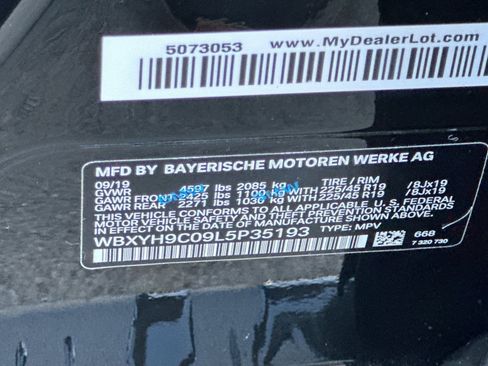 5073053 www.MyDealerLot.com
MFD BY BAYERISCHE MOTOREN WERKE AG
09/19 TIRE / RIM
GVWR 4597 lbs 2085 kg
GAWR FRONT 2425 lbs 1100 kg WITH 225/45 R19 /8Jx19
GAWR REAR 2271 lbs 1030 kg WITH 225/45 R19 /8Jx19
THIS VEHICLE CONFORMS TO ALL APPLICABLE U. S. FEDERAL
MOTOR VEHICLE SAFETY, BUMPER, AND THEFT PREVENTION STANDARDS
IN EFFECT ON THE DATE OF MANUFACTURE SHOWN ABOVE.
WBXYH9C09L5P35193 TYPE: MPV 668
7 320 730